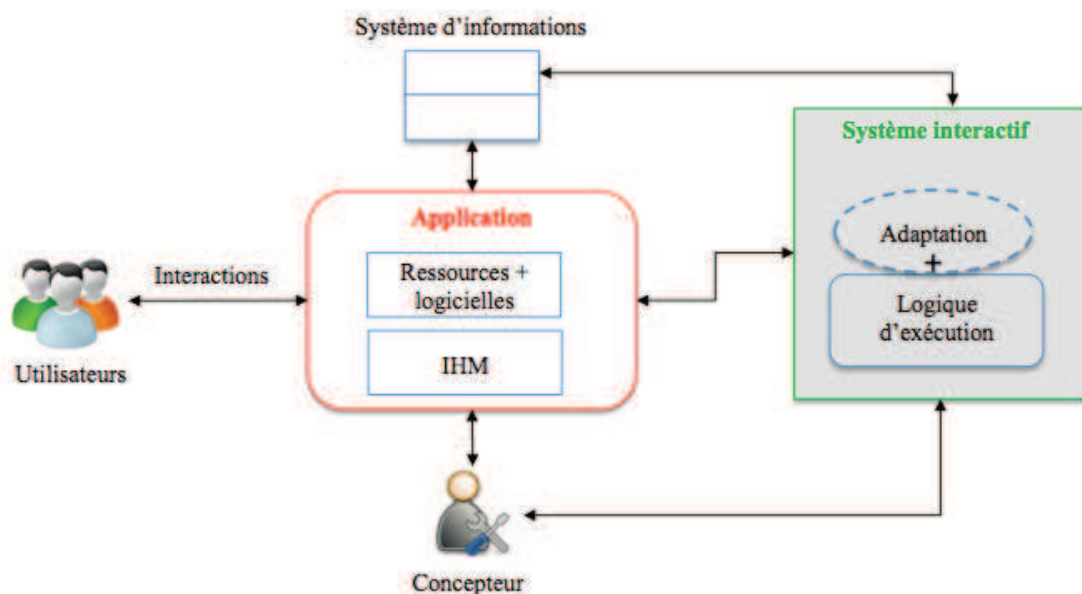 Système d'informations
Système interactif
Application
Adaptation
+
Interactions
Ressources +
logicielles
Logique
d'exécution
IHM
Utilisateurs
Concepteur